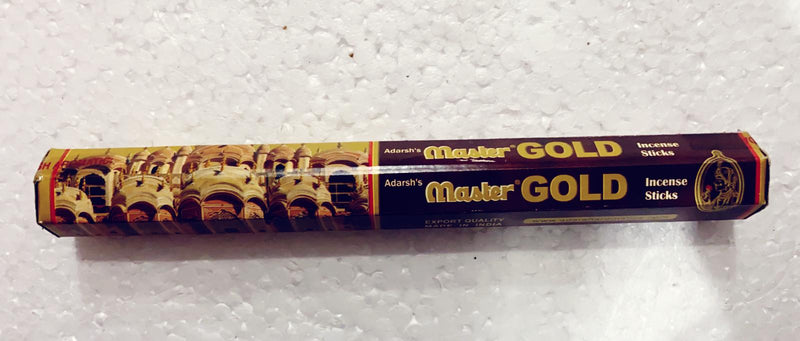 Adarsh's Master GOLD Incense Sticks
Adarsh's Master GOLD Incense Sticks
EXPORT QUALITY
MADE IN INDIA